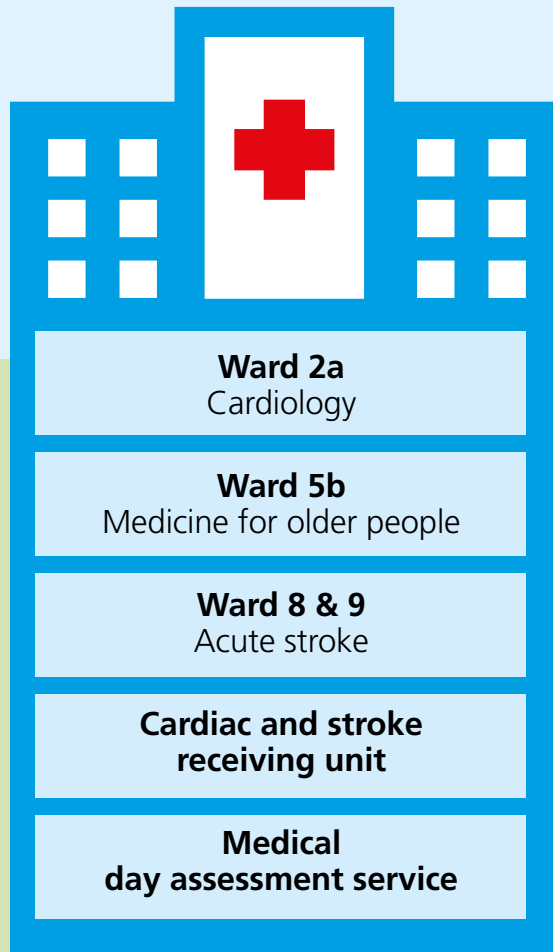 Ward 2a
Cardiology
Ward 5b
Medicine for older people
Ward 8 & 9
Acute stroke
Cardiac and stroke
receiving unit
Medical
day assessment service